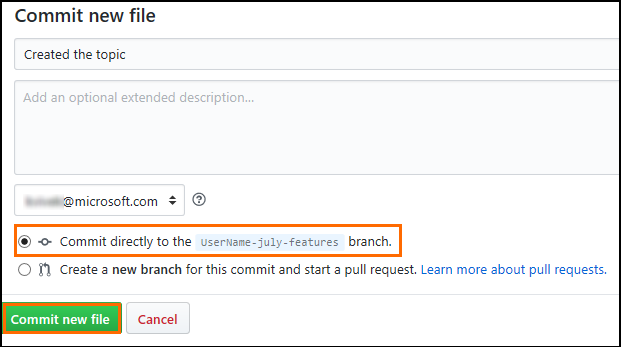 Commit new file
Created the topic
Add an optional extended description...
@microsoft.com
Commit directly to the UserName-july-features branch.
Create a new branch for this commit and start a pull request. Learn more about pull requests.
Commit new file
Cancel